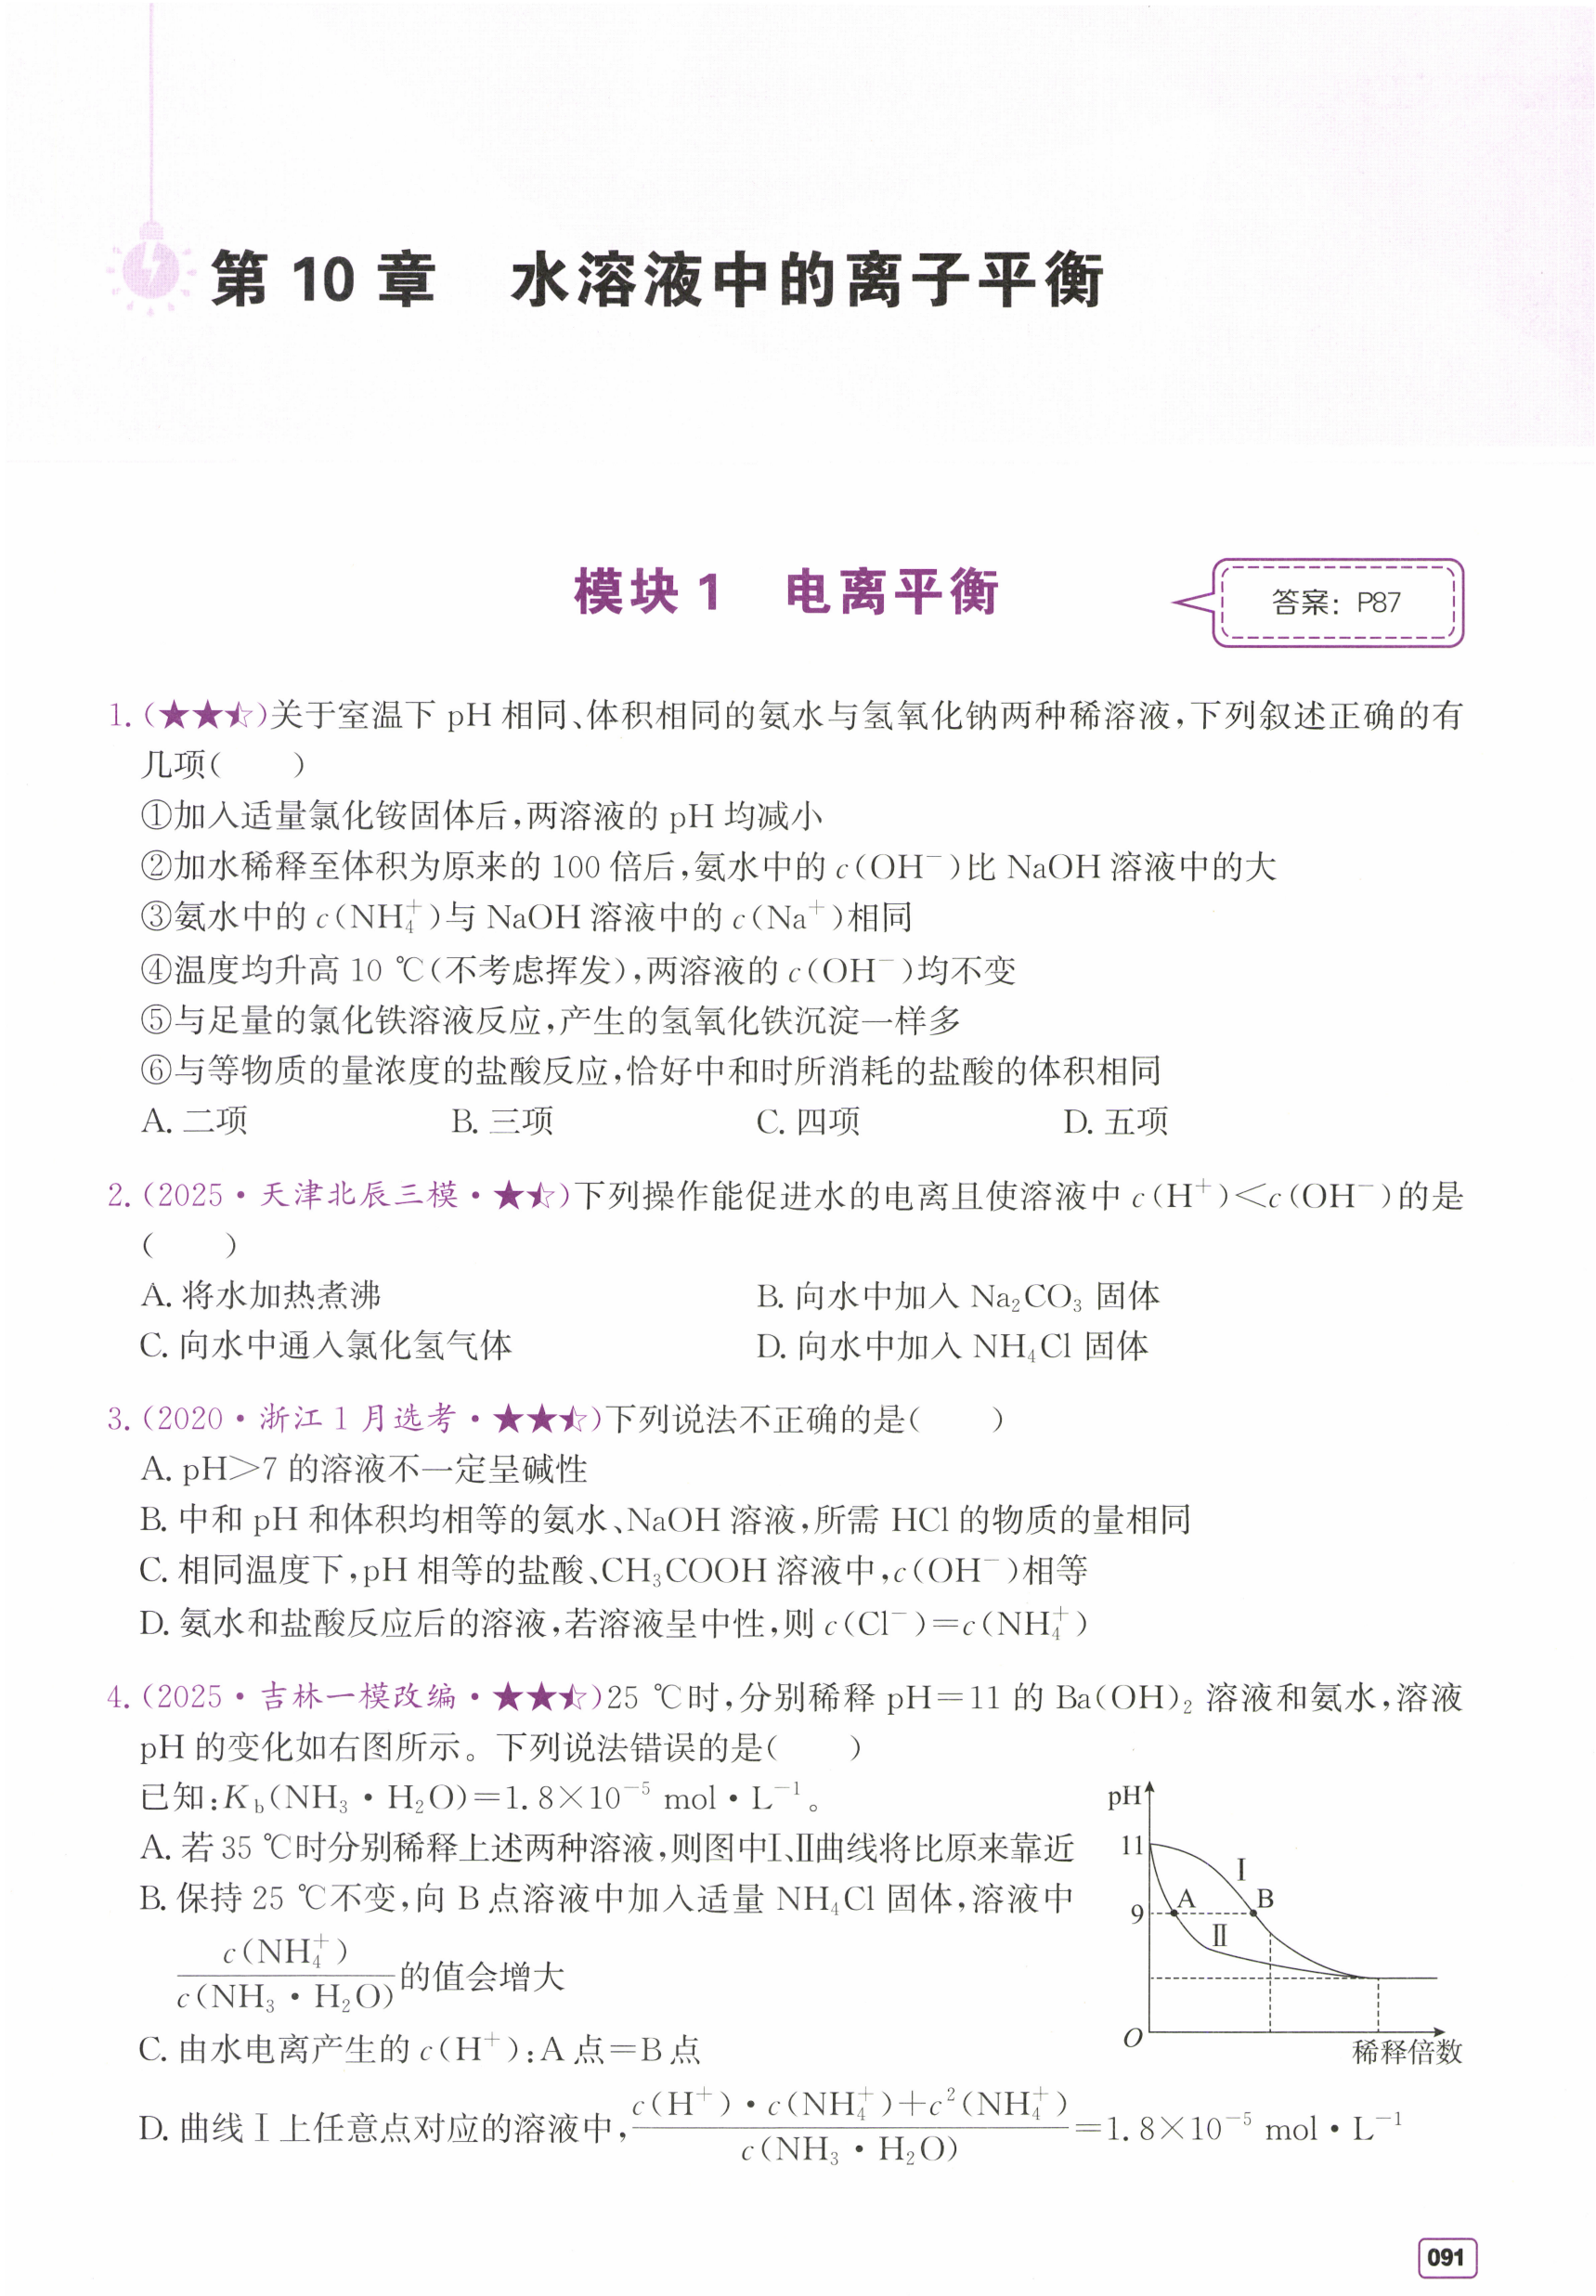 第 10 章 水溶液中的离子平衡
模块 1 电离平衡
答案：P87
1.(★★⯪)关于室温下 pH 相同、体积相同的氨水与氢氧化钠两种稀溶液,下列叙述正确的有
几项(  )
①加入适量氯化铵固体后,两溶液的 pH 均减小
②加水稀释至体积为原来的 100 倍后,氨水中的 c(OH⁻)比 NaOH 溶液中的大
③氨水中的 c(NH₄⁺)与 NaOH 溶液中的 c(Na⁺)相同
④温度均升高 10 ℃(不考虑挥发),两溶液的 c(OH⁻)均不变
⑤与足量的氯化铁溶液反应,产生的氢氧化铁沉淀一样多
⑥与等物质的量浓度的盐酸反应,恰好中和时所消耗的盐酸的体积相同
A. 二项 B. 三项 C. 四项 D. 五项
2.(2025·天津北辰三模·★⯪)下列操作能促进水的电离且使溶液中 c(H⁺)＜c(OH⁻)的是
(  )
A. 将水加热煮沸 B. 向水中加入 Na₂CO₃ 固体
C. 向水中通入氯化氢气体 D. 向水中加入 NH₄Cl 固体
3.(2020·浙江 1 月选考·★★⯪)下列说法不正确的是(  )
A. pH＞7 的溶液不一定呈碱性
B. 中和 pH 和体积均相等的氨水、NaOH 溶液,所需 HCl 的物质的量相同
C. 相同温度下,pH 相等的盐酸、CH₃COOH 溶液中,c(OH⁻)相等
D. 氨水和盐酸反应后的溶液,若溶液呈中性,则 c(Cl⁻)=c(NH₄⁺)
4.(2025·吉林一模改编·★★⯪)25 ℃时,分别稀释 pH=11 的 Ba(OH)₂ 溶液和氨水,溶液
pH 的变化如右图所示。下列说法错误的是(  )
已知:K_b(NH₃·H₂O)=1.8×10⁻⁵ mol·L⁻¹。
A. 若 35 ℃时分别稀释上述两种溶液,则图中Ⅰ、Ⅱ曲线将比原来靠近
B. 保持 25 ℃不变,向 B 点溶液中加入适量 NH₄Cl 固体,溶液中
c(NH₄⁺)/c(NH₃·H₂O)的值会增大
C. 由水电离产生的 c(H⁺):A 点=B 点
D. 曲线Ⅰ上任意点对应的溶液中,(c(H⁺)·c(NH₄⁺)+c²(NH₄⁺))/c(NH₃·H₂O)=1.8×10⁻⁵ mol·L⁻¹
pH
11
Ⅰ
9
A
B
Ⅱ
O
稀释倍数
091